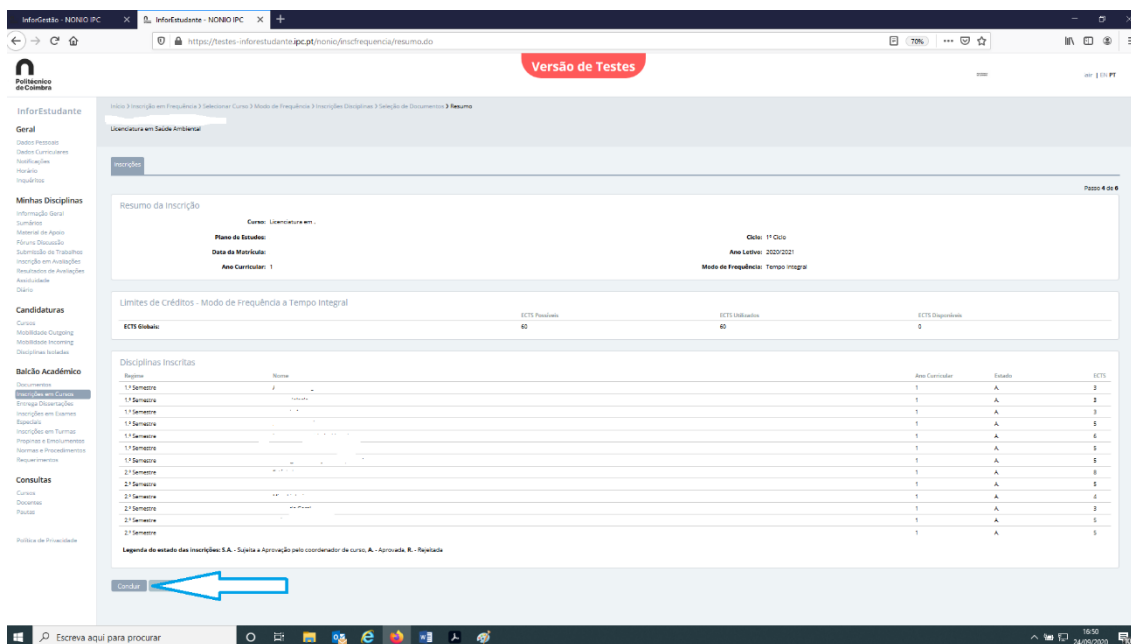 InforGestão - NONIO IPC
InforEstudante - NONIO IPC
https://testes-inforestudante.ipc.pt/nonio/inscfrequencia/resumo.do
70%
Politécnico
de Coimbra
Versão de Testes
| EN PT
InforEstudante
Início > Inscrição em Frequência > Selecionar Curso > Modo de Frequência > Inscrições Disciplinas > Seleção de Documentos > Resumo
Licenciatura em Saúde Ambiental
Geral
Dados Pessoais
Dados Curriculares
Notificações
Horário
Inquéritos
Minhas Disciplinas
Informação Geral
Sumários
Material de Apoio
Fóruns Discussão
Submissão de Trabalhos
Inscrição em Avaliações
Resultados de Avaliações
Assiduidade
Diário
Candidaturas
Cursos
Mobilidade Outgoing
Mobilidade Incoming
Disciplinas Isoladas
Balcão Académico
Documentos
Inscrições em Cursos
Entrega Dissertações
Inscrições em Exames
Especiais
Inscrições em Turmas
Propinas e Emolumentos
Normas e Procedimentos
Requerimentos
Consultas
Cursos
Docentes
Pautas
Política de Privacidade
Inscrições
Passo 4 de 6
Resumo da Inscrição
Curso: Licenciatura em
Plano de Estudos: Ciclo: 1º Ciclo
Data da Matrícula: Ano Letivo: 2020/2021
Ano Curricular: 1 Modo de Frequência: Tempo Integral
Limites de Créditos - Modo de Frequência a Tempo Integral
ECTS Possíveis ECTS Utilizados ECTS Disponíveis
ECTS Globais: 60 60 0
Disciplinas Inscritas
Regime Nome Ano Curricular Estado ECTS
1.º Semestre 1 A 3
1.º Semestre 1 A
1.º Semestre 1 A 3
1.º Semestre 1 A 5
1.º Semestre 1 A 6
1.º Semestre 1 A 5
1.º Semestre 1 A 5
2.º Semestre 1 A
2.º Semestre 1 A
2.º Semestre 1 A 4
2.º Semestre 1 A 3
2.º Semestre 1 A 5
2.º Semestre 1 A 5
Legenda do estado das Inscrições: S.A. - Sujeita a Aprovação pelo coordenador de curso, A. - Aprovada, R. - Rejeitada
Concluir
Escreva aqui para procurar
16:50
24/09/2020